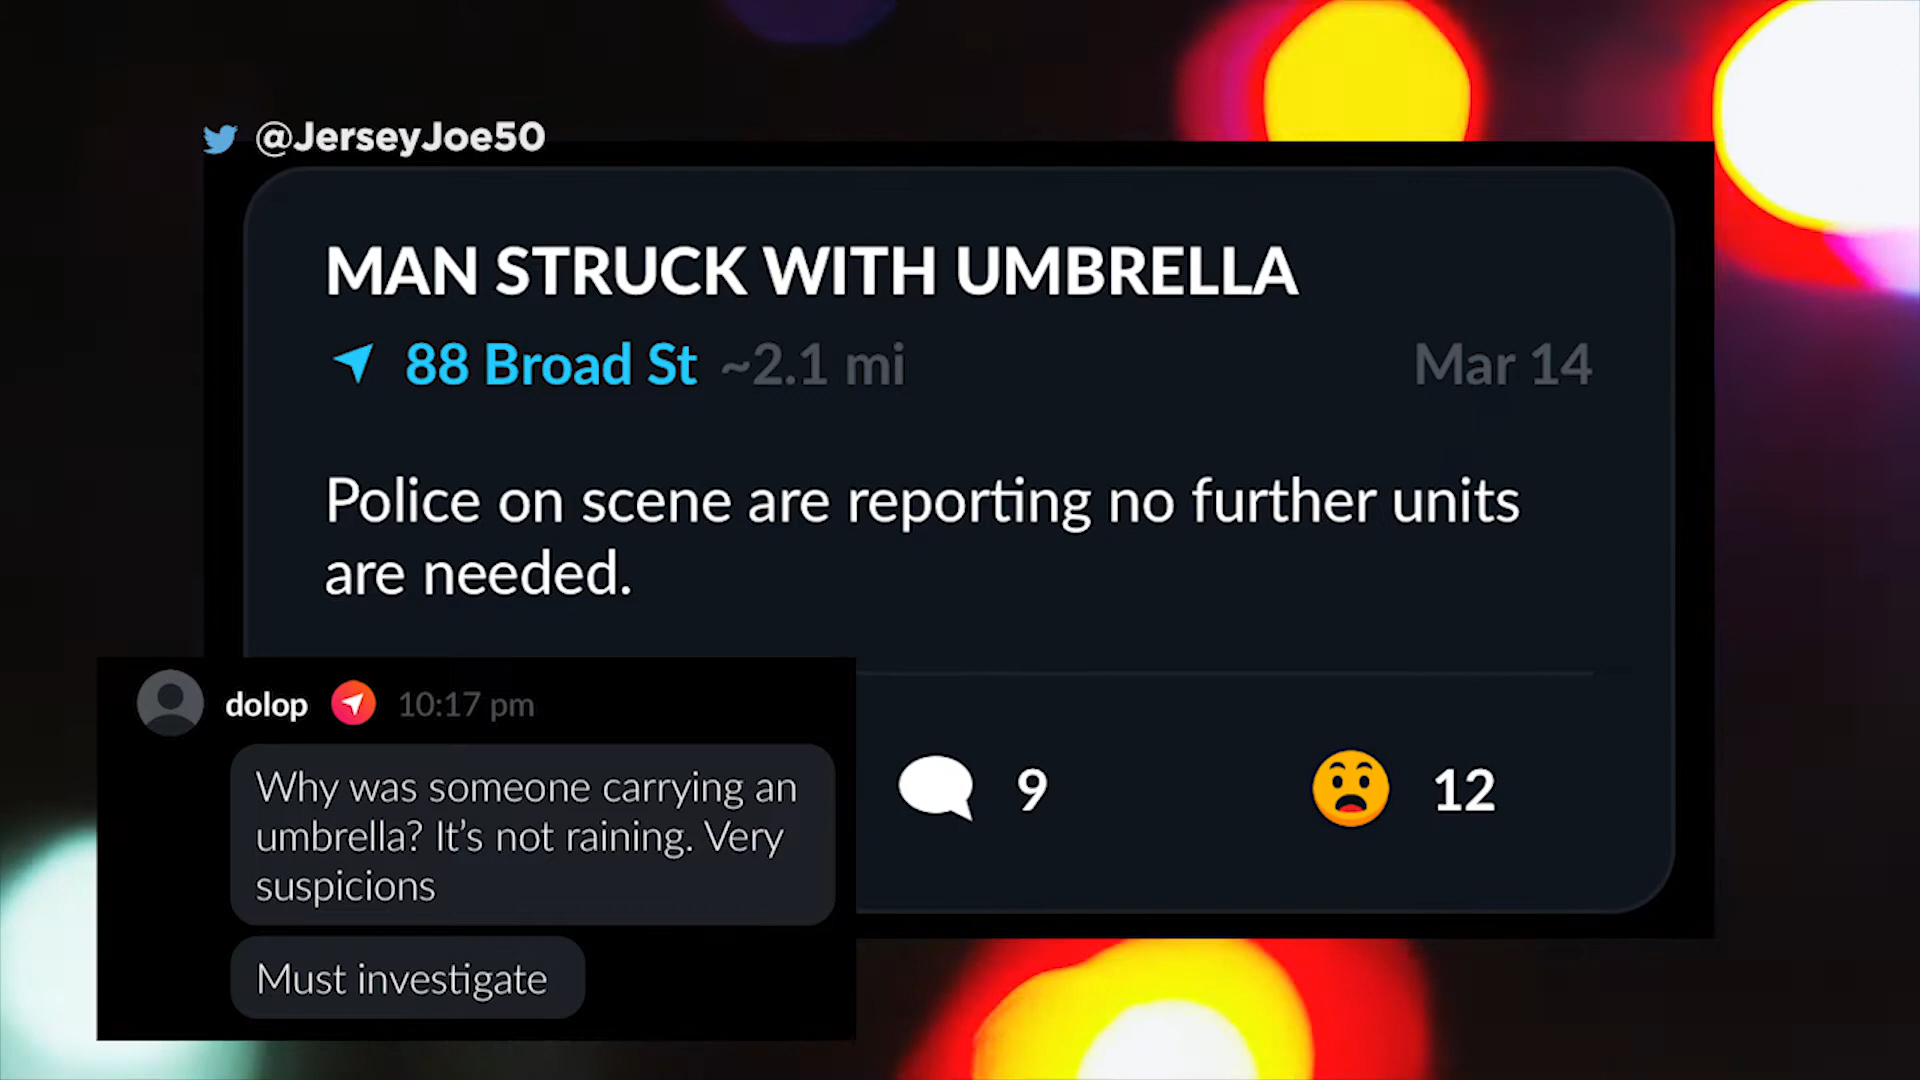 @JerseyJoe50
MAN STRUCK WITH UMBRELLA
88 Broad St ~2.1 mi
Mar 14
Police on scene are reporting no further units
are needed.
9
12
dolop 10:17 pm
Why was someone carrying an
umbrella? It's not raining. Very
suspicions
Must investigate